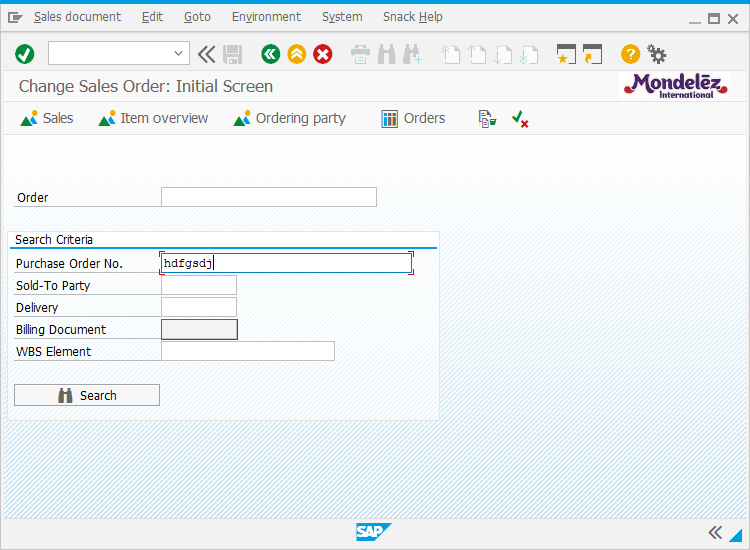 Sales document Edit Goto Environment System Snack Help
Change Sales Order: Initial Screen
Mondelēz
International
Sales Item overview Ordering party Orders
Order
Search Criteria
Purchase Order No. hdfgsdj
Sold-To Party
Delivery
Billing Document
WBS Element
Search
SAP